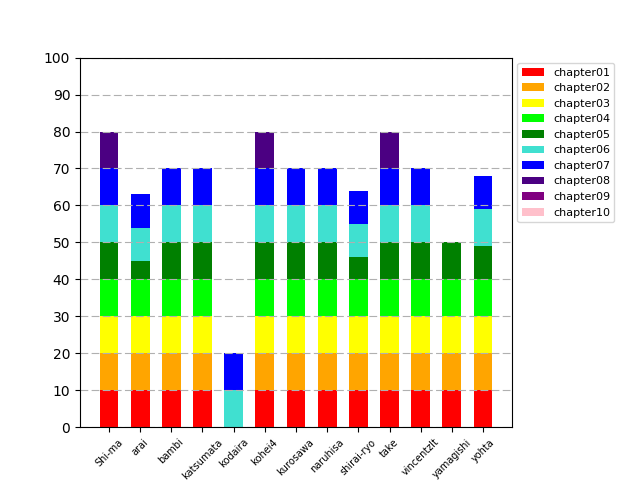 100
90
80
70
60
50
40
30
20
10
0
Shi-ma
arai
bambi
katsumata
kodaira
kohei4
kurosawa
naruhisa
shirai-ryo
take
vincentzlt
yamagishi
yohta
chapter01
chapter02
chapter03
chapter04
chapter05
chapter06
chapter07
chapter08
chapter09
chapter10